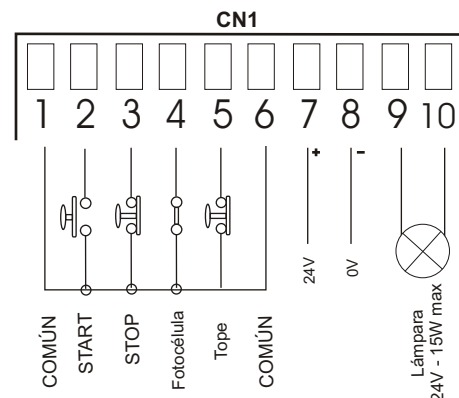 CN1
1 2 3 4 5 6 7 8 9 10
+ −
COMÚN
START
STOP
Fotocélula
Tope
COMÚN
24V
0V
Lámpara
24V - 15W max